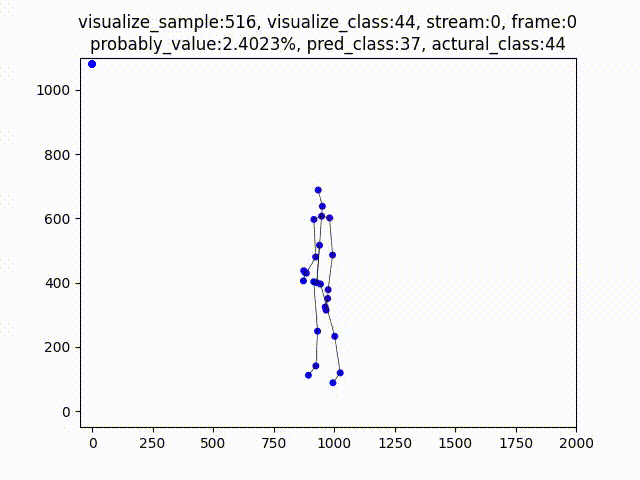 visualize_sample:516, visualize_class:44, stream:0, frame:0
probably_value:2.4023%, pred_class:37, actural_class:44
1000
800
600
400
200
0
0 250 500 750 1000 1250 1500 1750 2000